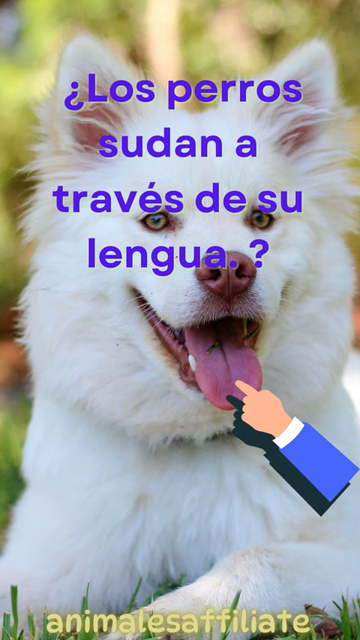 ¿Los perros
sudan a
través de su
lengua. ?
animalesaffiliate